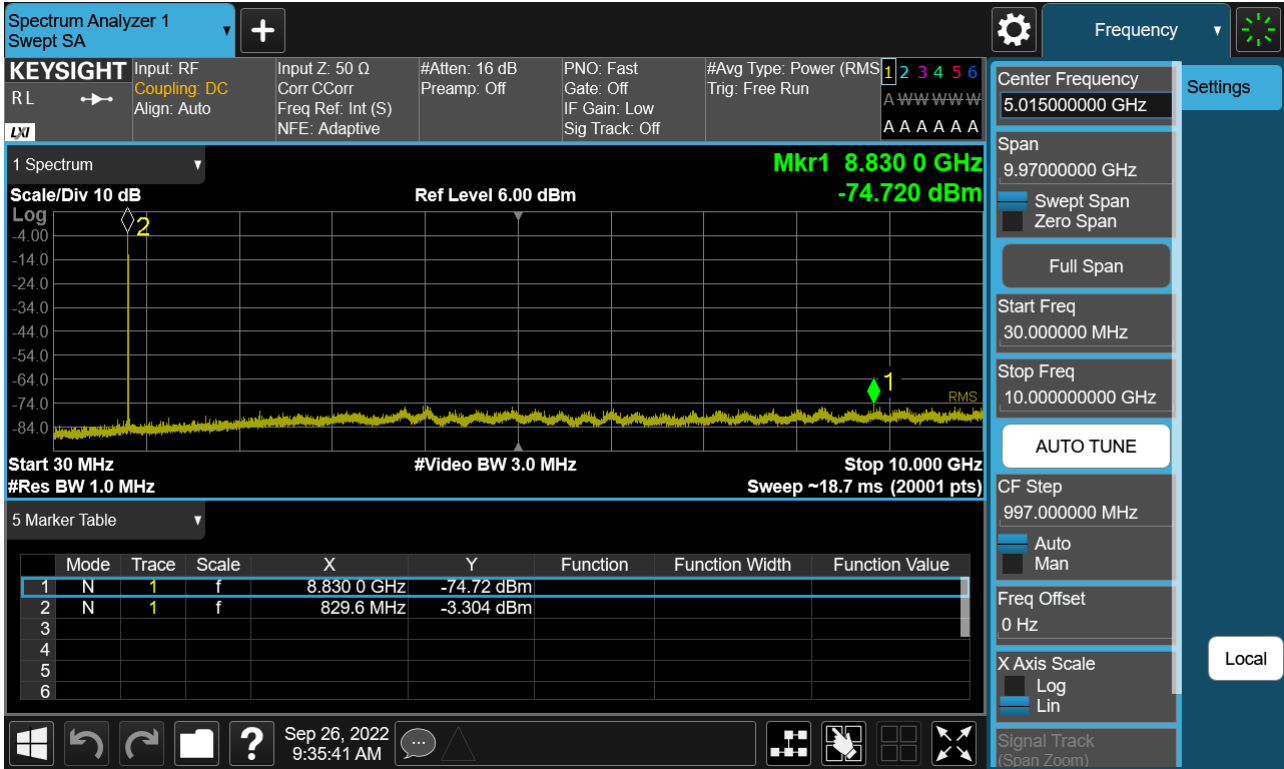 Spectrum Analyzer 1
Swept SA
Frequency
KEYSIGHT
R L
LXI
Input: RF
Coupling: DC
Align: Auto
Input Z: 50 Ω
Corr CCorr
Freq Ref: Int (S)
NFE: Adaptive
#Atten: 16 dB
Preamp: Off
PNO: Fast
Gate: Off
IF Gain: Low
Sig Track: Off
#Avg Type: Power (RMS
Trig: Free Run
1 2 3 4 5 6
A W W W W W
A A A A A A
1 Spectrum
Mkr1 8.830 0 GHz
-74.720 dBm
Scale/Div 10 dB
Ref Level 6.00 dBm
Log
-4.00
-14.0
-24.0
-34.0
-44.0
-54.0
-64.0
-74.0
-84.0
2
1
RMS
Start 30 MHz
#Video BW 3.0 MHz
Stop 10.000 GHz
#Res BW 1.0 MHz
Sweep ~18.7 ms (20001 pts)
5 Marker Table
Mode Trace Scale X Y Function Function Width Function Value
1 N 1 f 8.830 0 GHz -74.72 dBm
2 N 1 f 829.6 MHz -3.304 dBm
3
4
5
6
Sep 26, 2022
9:35:41 AM
?
Center Frequency
5.015000000 GHz
Span
9.97000000 GHz
Swept Span
Zero Span
Full Span
Start Freq
30.000000 MHz
Stop Freq
10.000000000 GHz
AUTO TUNE
CF Step
997.000000 MHz
Auto
Man
Freq Offset
0 Hz
X Axis Scale
Log
Lin
Signal Track
(Span Zoom)
Settings
Local